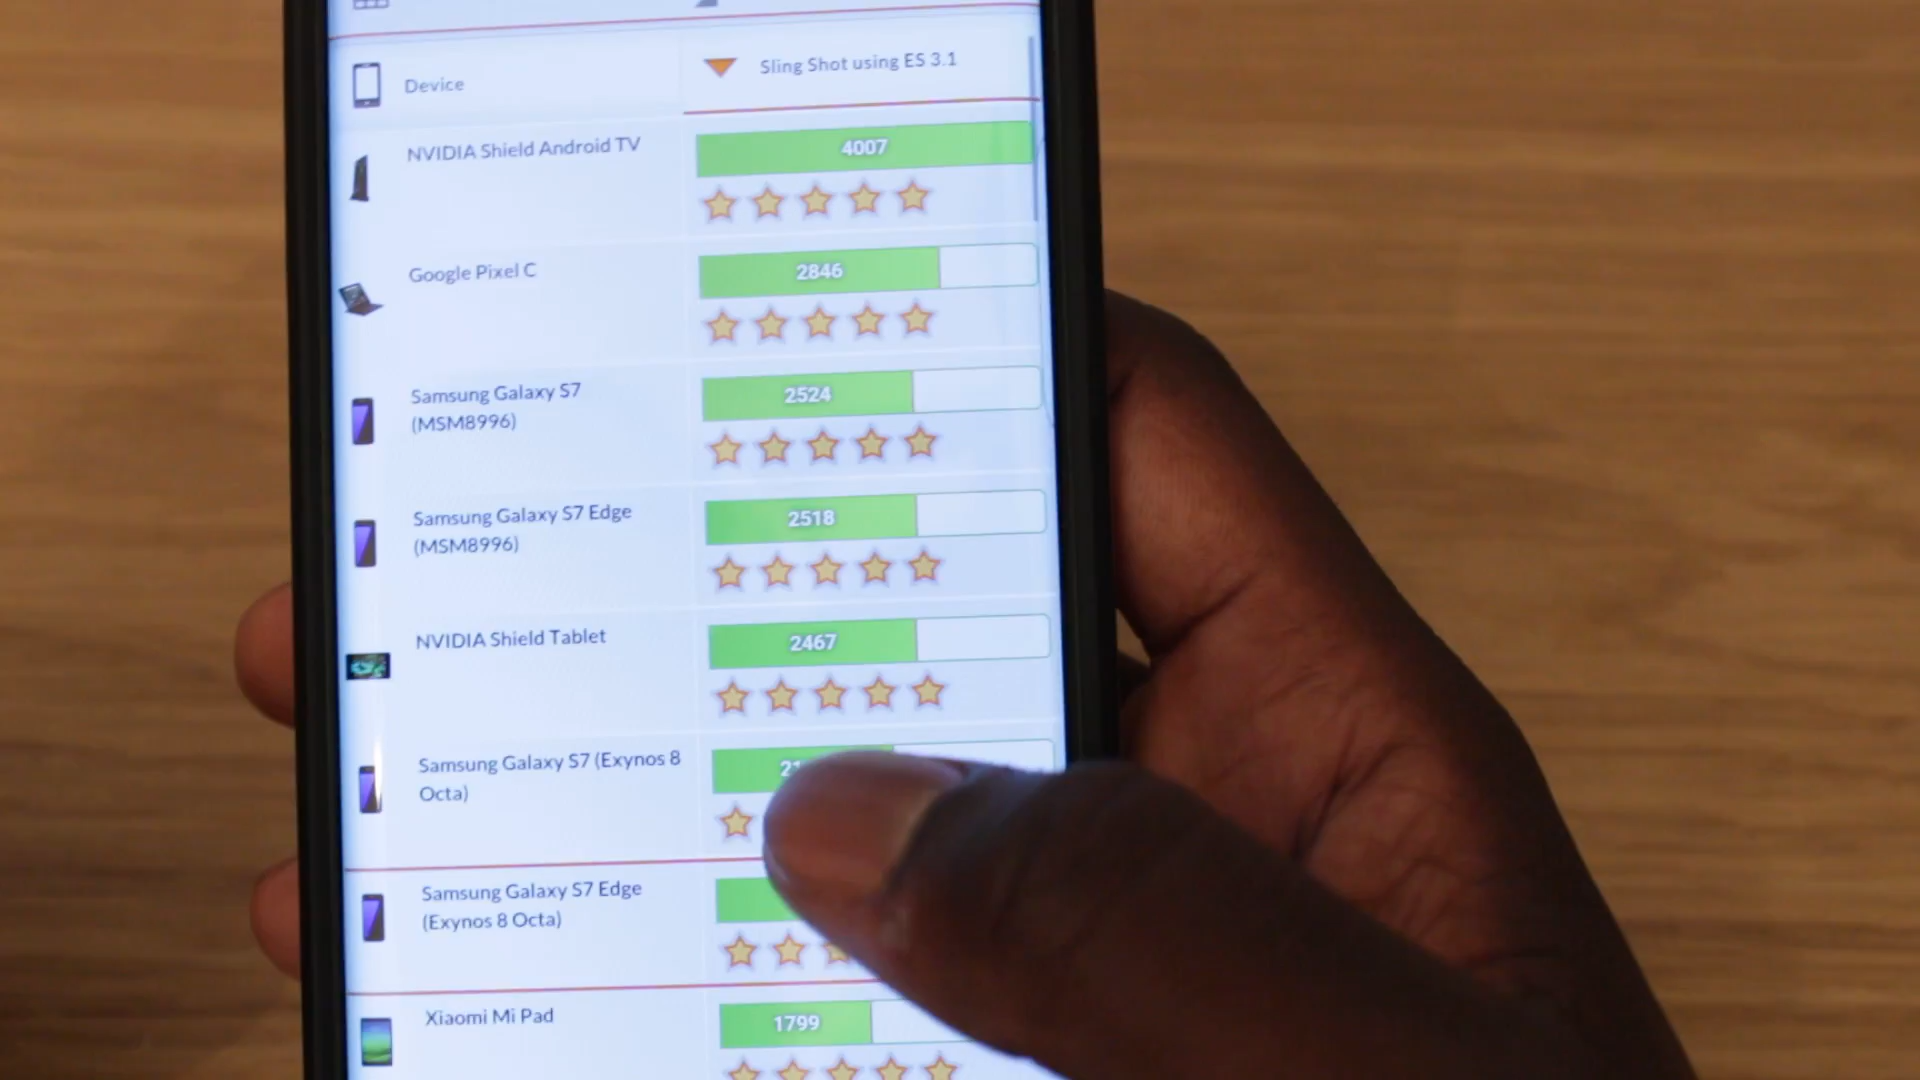 Device
Sling Shot using ES 3.1
NVIDIA Shield Android TV
4007
Google Pixel C
2846
Samsung Galaxy S7
(MSM8996)
2524
Samsung Galaxy S7 Edge
(MSM8996)
2518
NVIDIA Shield Tablet
2467
Samsung Galaxy S7 (Exynos 8
Octa)
Samsung Galaxy S7 Edge
(Exynos 8 Octa)
Xiaomi Mi Pad
1799